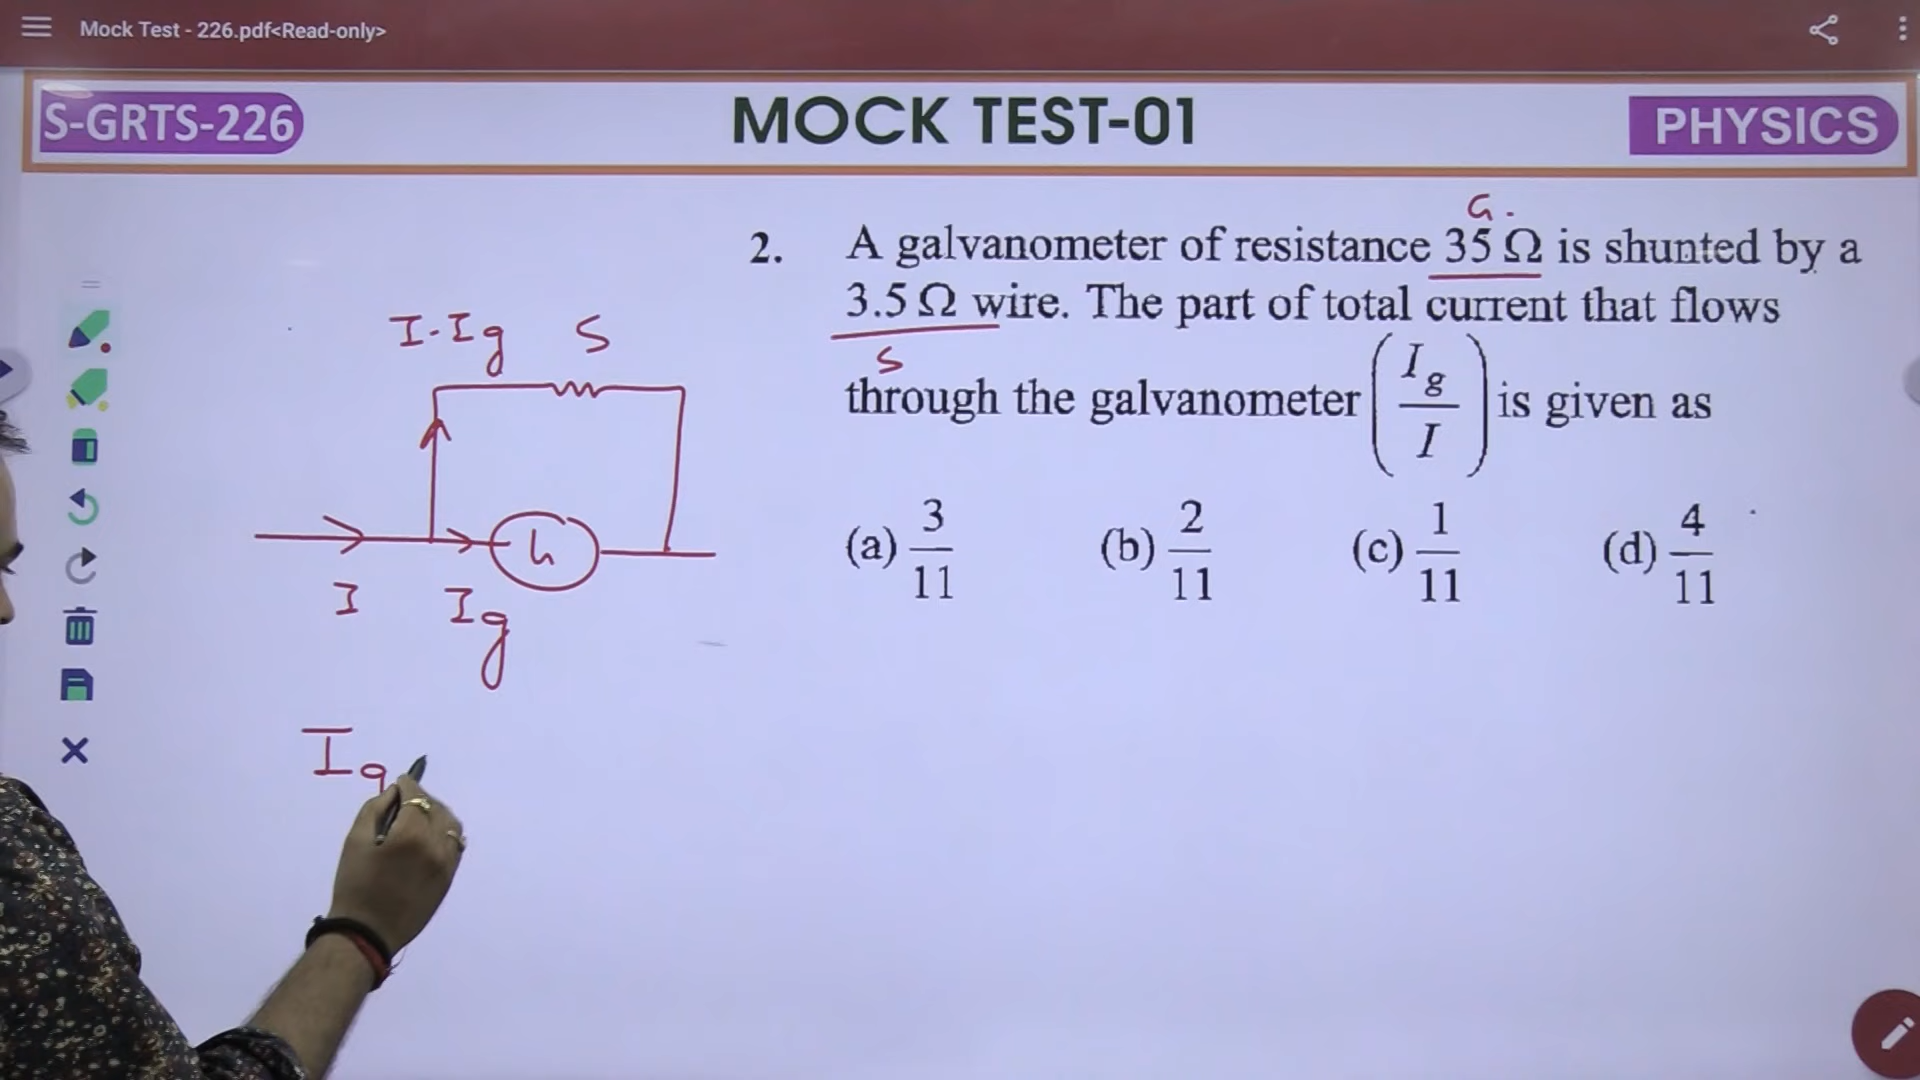 Mock Test - 226.pdf<Read-only>
S-GRTS-226
MOCK TEST-01
PHYSICS
G.
2. A galvanometer of resistance 35 Ω is shunted by a
3.5 Ω wire. The part of total current that flows
S
through the galvanometer (I_g/I) is given as
(a) 3/11 (b) 2/11 (c) 1/11 (d) 4/11
I-Ig S
G
I Ig
Ig